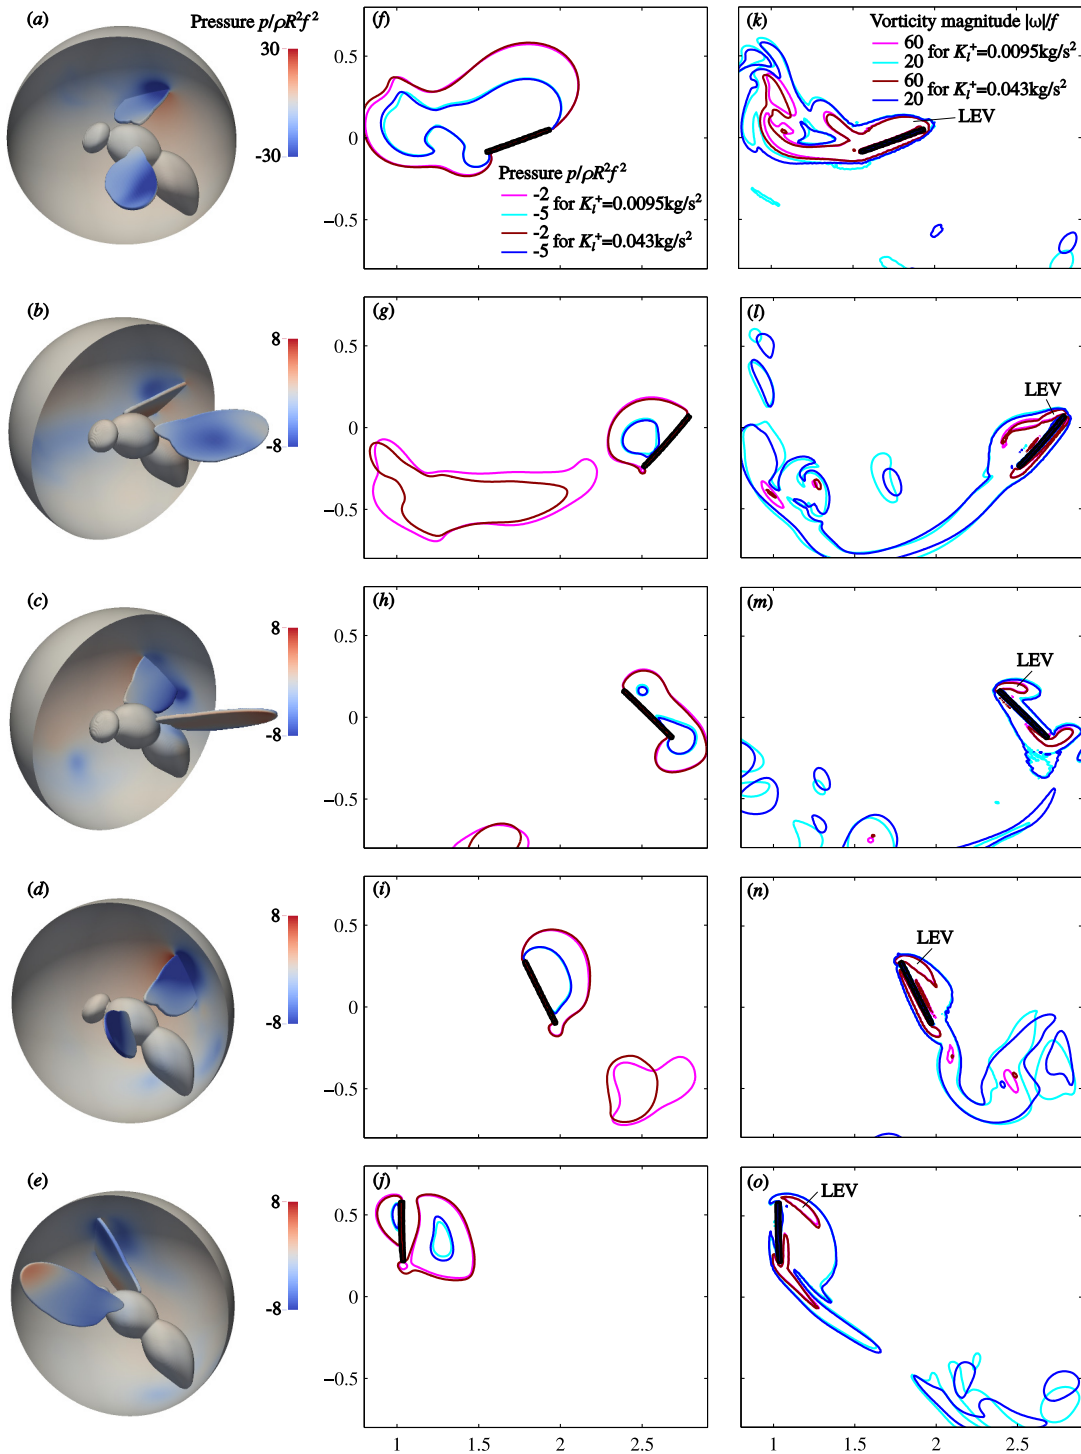 (a)
Pressure p/ρR²f²
30
-30
(f)
0.5
0
−0.5
Pressure p/ρR²f²
-2
-5
for Kₗ⁺=0.0095kg/s²
-2
-5
for Kₗ⁺=0.043kg/s²
(k)
Vorticity magnitude |ω|/f
60
20
for Kₗ⁺=0.0095kg/s²
60
20
for Kₗ⁺=0.043kg/s²
LEV
(b)
8
-8
(g)
0.5
0
−0.5
(l)
LEV
(c)
8
-8
(h)
0.5
0
−0.5
(m)
LEV
(d)
8
-8
(i)
0.5
0
−0.5
(n)
LEV
(e)
8
-8
(j)
0.5
0
−0.5
(o)
LEV
1 1.5 2 2.5
1 1.5 2 2.5